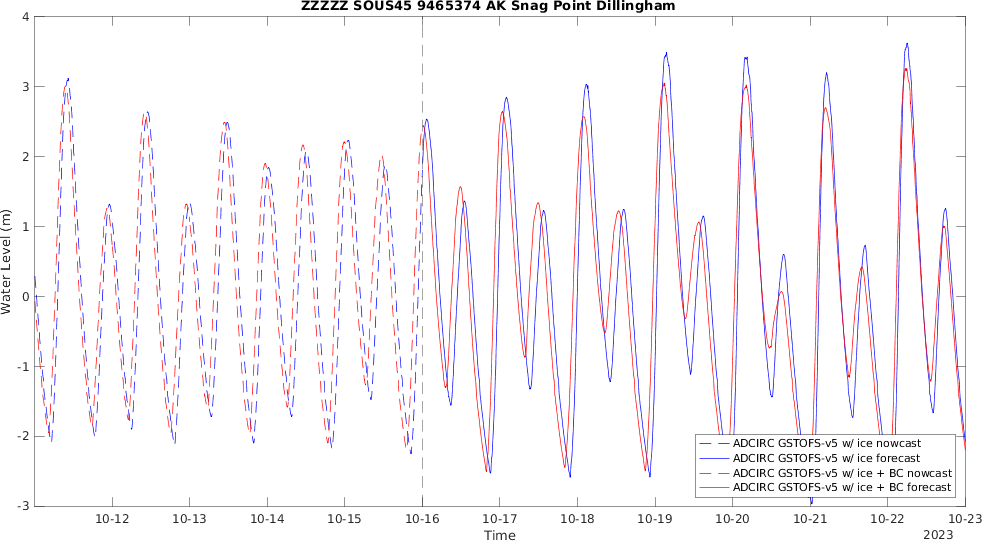 ZZZZZ SOUS45 9465374 AK Snag Point Dillingham
4
3
2
1
0
-1
-2
-3
Water Level (m)
ADCIRC GSTOFS-v5 w/ ice nowcast
ADCIRC GSTOFS-v5 w/ ice forecast
ADCIRC GSTOFS-v5 w/ ice + BC nowcast
ADCIRC GSTOFS-v5 w/ ice + BC forecast
10-12 10-13 10-14 10-15 10-16 10-17 10-18 10-19 10-20 10-21 10-22 10-23
Time 2023